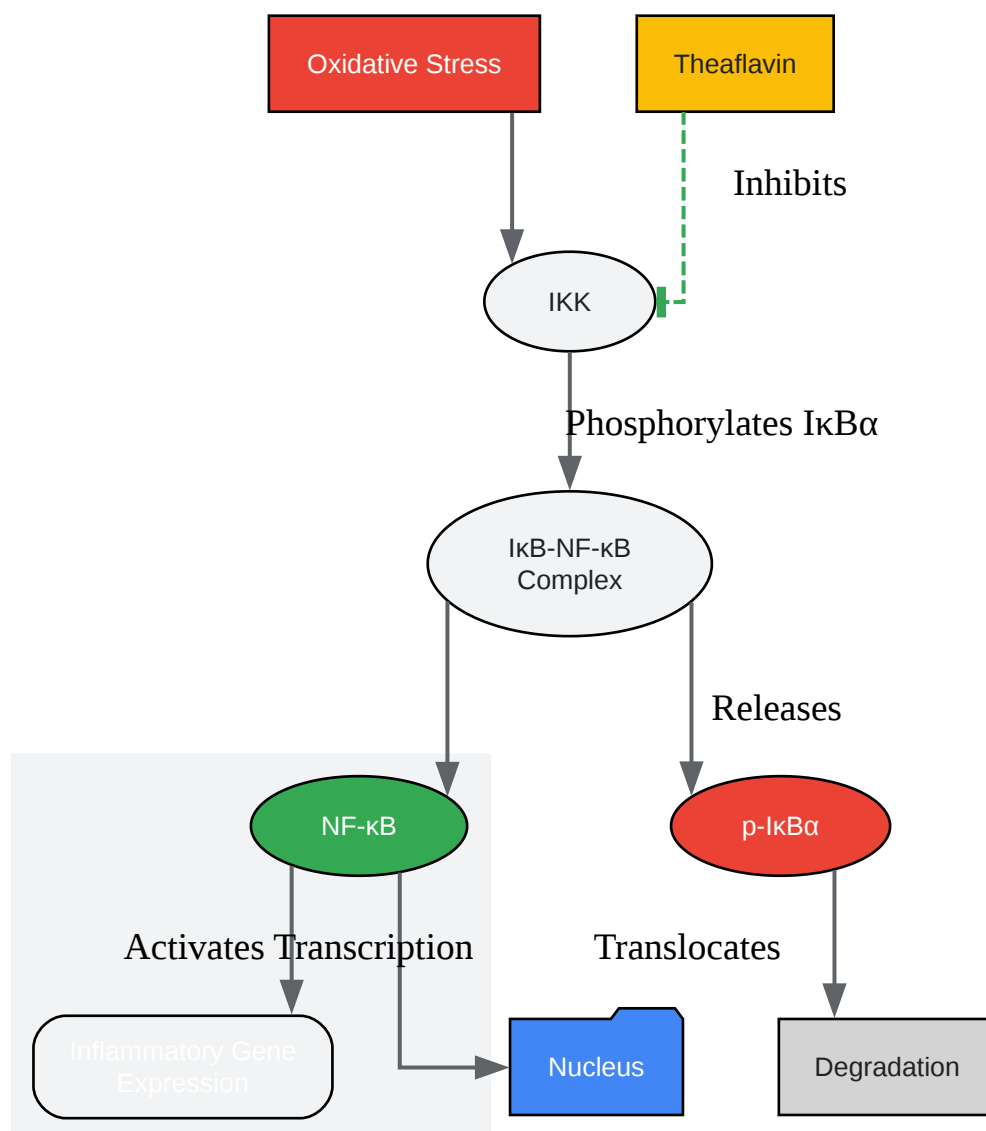 Oxidative Stress
Theaflavin
Inhibits
IKK
Phosphorylates IκBα
IκB-NF-κB
Complex
Releases
NF-κB
p-IκBα
Activates Transcription
Translocates
Inflammatory Gene
Expression
Nucleus
Degradation